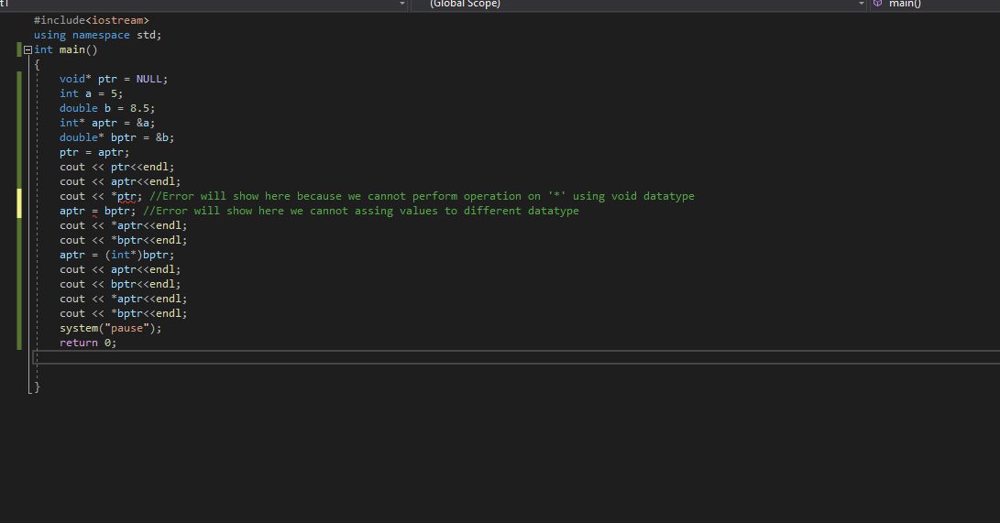 t1 (Global Scope) main()
#include<iostream>
using namespace std;
int main()
{
void* ptr = NULL;
int a = 5;
double b = 8.5;
int* aptr = &a;
double* bptr = &b;
ptr = aptr;
cout << ptr<<endl;
cout << aptr<<endl;
cout << *ptr; //Error will show here because we cannot perform operation on '*' using void datatype
aptr = bptr; //Error will show here we cannot assing values to different datatype
cout << *aptr<<endl;
cout << *bptr<<endl;
aptr = (int*)bptr;
cout << aptr<<endl;
cout << bptr<<endl;
cout << *aptr<<endl;
cout << *bptr<<endl;
system("pause");
return 0;
}